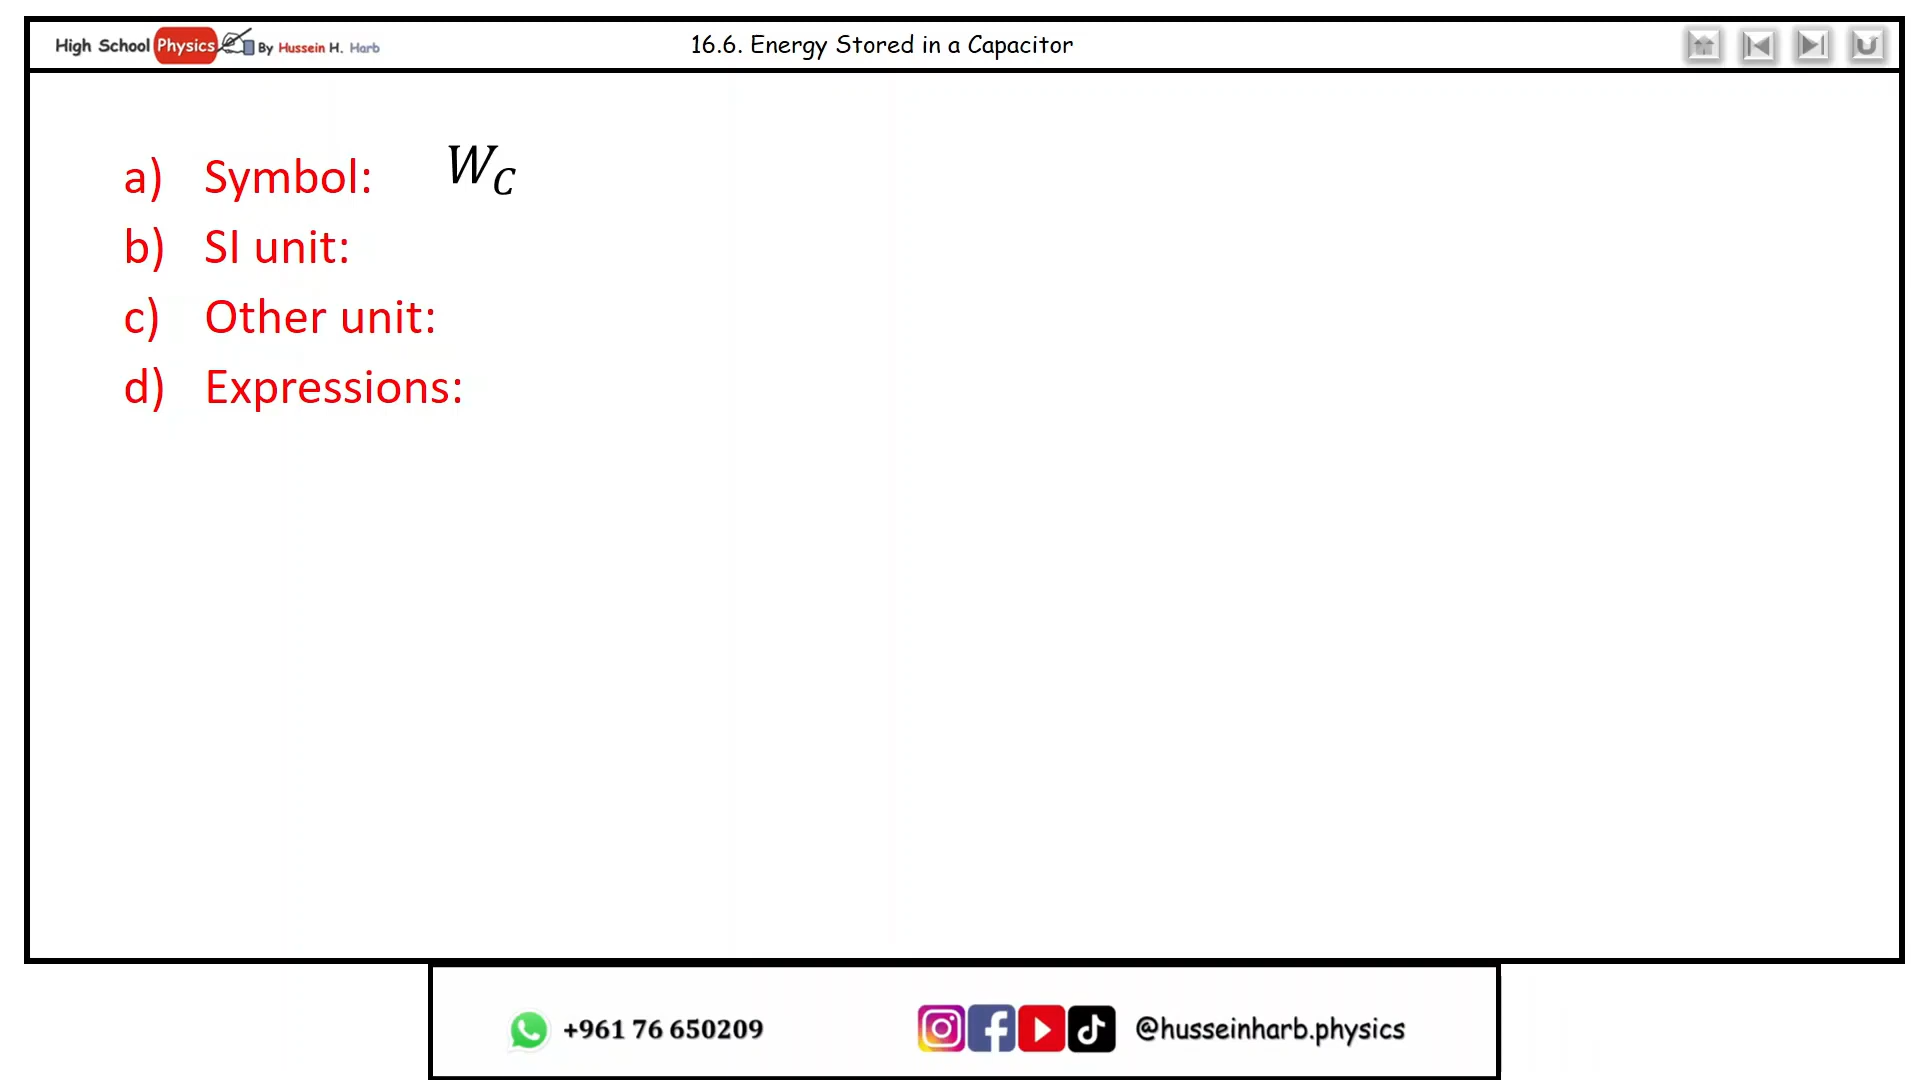 High School Physics By Hussein H. Harb
16.6. Energy Stored in a Capacitor
a) Symbol: W_C
b) SI unit:
c) Other unit:
d) Expressions:
+961 76 650209
@husseinharb.physics